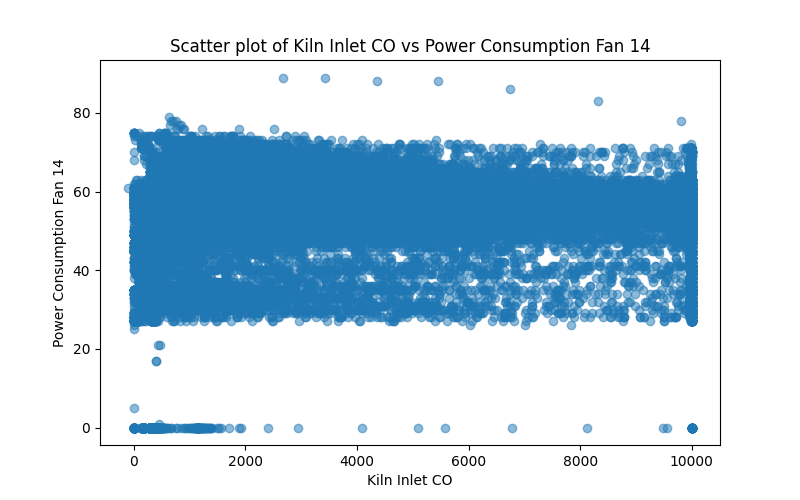 Scatter plot of Kiln Inlet CO vs Power Consumption Fan 14
80
60
40
20
0
Power Consumption Fan 14
0 2000 4000 6000 8000 10000
Kiln Inlet CO